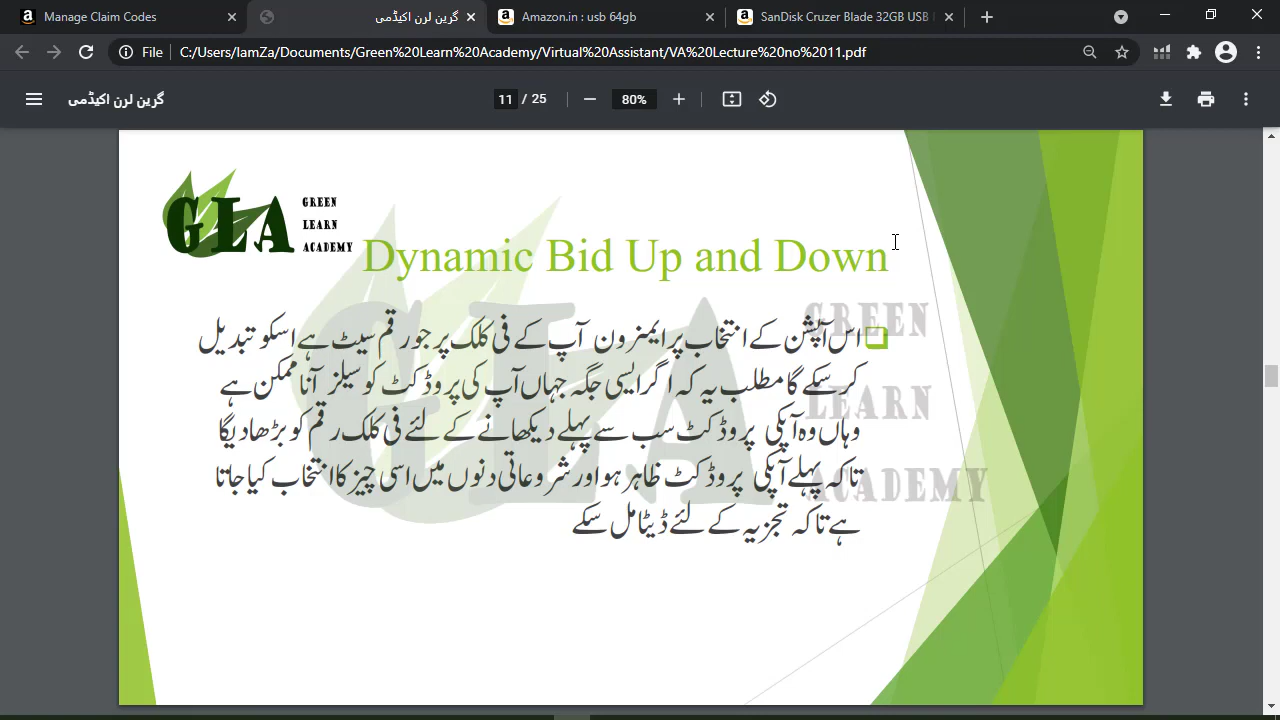 Manage Claim Codes
گرین لرن اکیڈمی
Amazon.in : usb 64gb
SanDisk Cruzer Blade 32GB USB
File
C:/Users/IamZa/Documents/Green%20Learn%20Academy/Virtual%20Assistant/VA%20Lecture%20no%2011.pdf
گرین لرن اکیڈمی
11 / 25
80%
GLA
GREEN
LEARN
ACADEMY
Dynamic Bid Up and Down
اس آپشن کے انتخاب پر ایمزون آپ کے فی کلک پر جو رقم سیٹ ہے اسکو تبدیل
کر سکے گا مطلب یہ کہ اگر ایسی جگہ جہاں آپ کی پروڈکٹ کو سیلز آنا ممکن ہے
وہاں وہ آپکی پروڈکٹ سب سے پہلے دیکھانے کے لئے فی کلک رقم کو بڑھا دیگا
تاکہ پہلے آپکی پروڈکٹ ظاہر ہو اور شروعاتی دنوں میں اسی چیز کا انتخاب کیا جاتا
ہے تاکہ تجزیہ کے لئے ڈیٹا مل سکے
GLA
GREEN
LEARN
ACADEMY